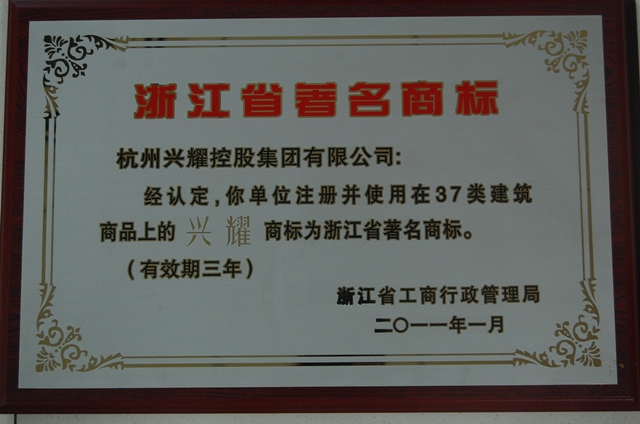 浙江省著名商标
杭州兴耀控股集团有限公司:
经认定,你单位注册并使用在37类建筑
商品上的 兴耀 商标为浙江省著名商标。
(有效期三年)
浙江省工商行政管理局
二〇一一年一月